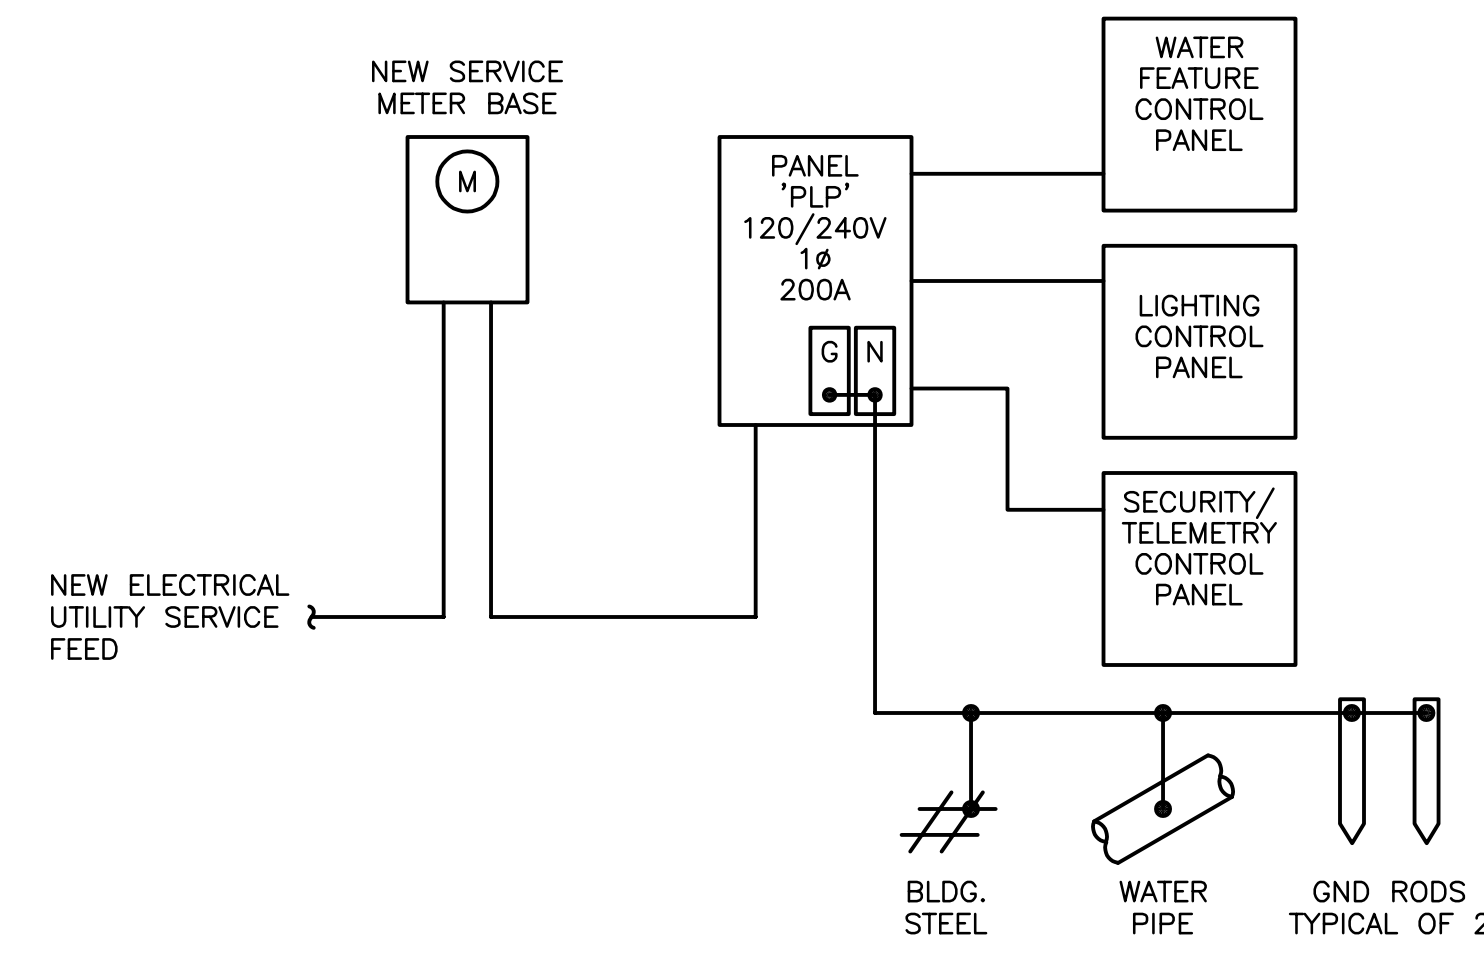 NEW SERVICE
METER BASE
M
PANEL
'PLP'
120/240V
1ø
200A
G N
WATER
FEATURE
CONTROL
PANEL
LIGHTING
CONTROL
PANEL
SECURITY/
TELEMETRY
CONTROL
PANEL
NEW ELECTRICAL
UTILITY SERVICE
FEED
BLDG.
STEEL
WATER
PIPE
GND RODS
TYPICAL OF 2